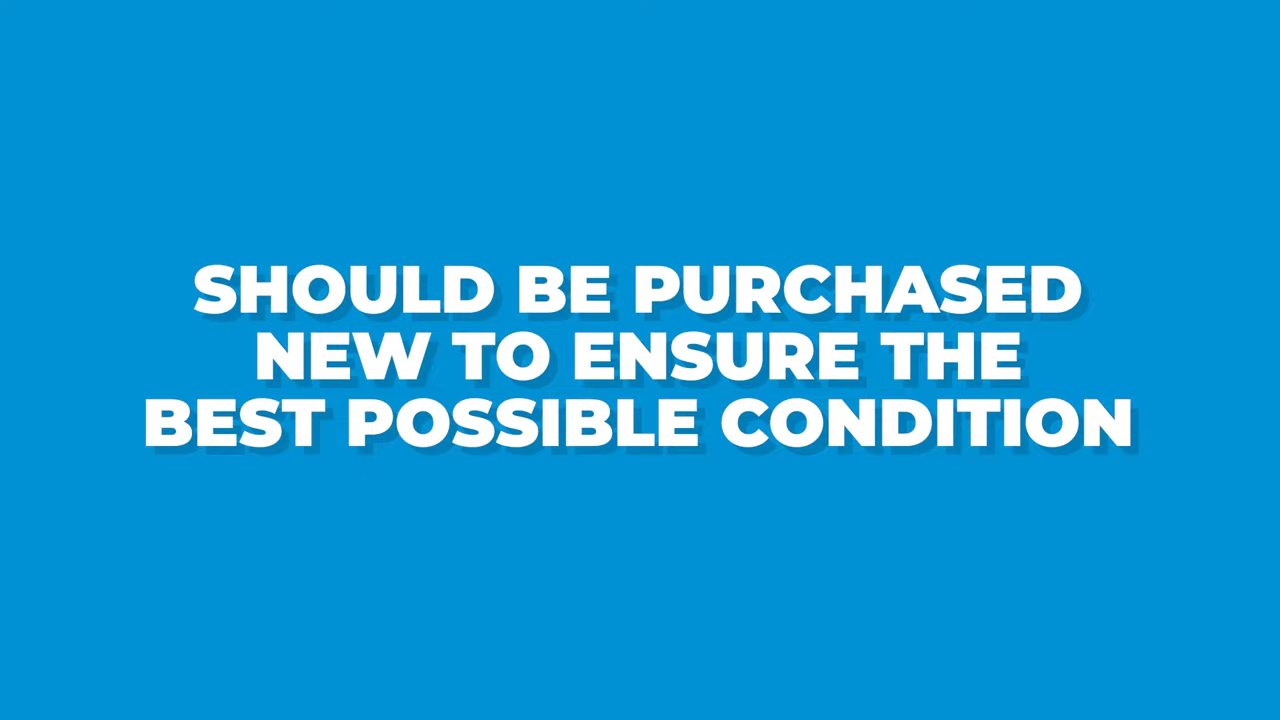 SHOULD BE PURCHASED
NEW TO ENSURE THE
BEST POSSIBLE CONDITION